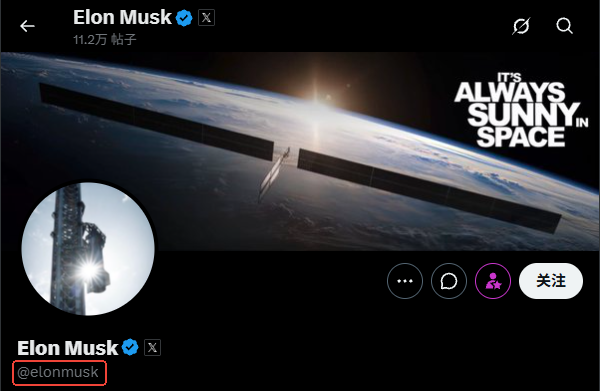 Elon Musk
11.2万 帖子
IT'S
ALWAYS
SUNNY IN
SPACE
关注
Elon Musk
@elonmusk